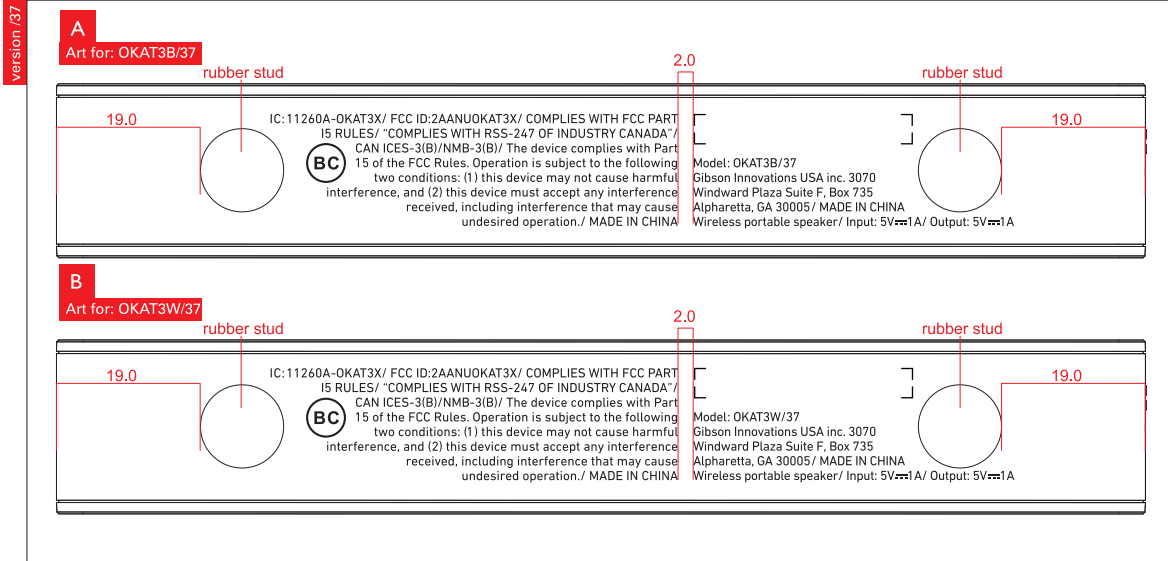 version /37
A
Art for: OKAT3B/37
rubber stud
2.0
rubber stud
19.0
19.0
IC:11260A-OKAT3X/ FCC ID:2AANUOKAT3X/ COMPLIES WITH FCC PART
I5 RULES/ “COMPLIES WITH RSS-247 OF INDUSTRY CANADA”/
CAN ICES-3(B)/NMB-3(B)/ The device complies with Part
15 of the FCC Rules. Operation is subject to the following
two conditions: (1) this device may not cause harmful
interference, and (2) this device must accept any interference
received, including interference that may cause
undesired operation./ MADE IN CHINA
BC
Model: OKAT3B/37
Gibson Innovations USA inc. 3070
Windward Plaza Suite F, Box 735
Alpharetta, GA 30005/ MADE IN CHINA
Wireless portable speaker/ Input: 5V⎓1A/ Output: 5V⎓1A
B
Art for: OKAT3W/37
rubber stud
2.0
rubber stud
19.0
19.0
IC:11260A-OKAT3X/ FCC ID:2AANUOKAT3X/ COMPLIES WITH FCC PART
I5 RULES/ “COMPLIES WITH RSS-247 OF INDUSTRY CANADA”/
CAN ICES-3(B)/NMB-3(B)/ The device complies with Part
15 of the FCC Rules. Operation is subject to the following
two conditions: (1) this device may not cause harmful
interference, and (2) this device must accept any interference
received, including interference that may cause
undesired operation./ MADE IN CHINA
BC
Model: OKAT3W/37
Gibson Innovations USA inc. 3070
Windward Plaza Suite F, Box 735
Alpharetta, GA 30005/ MADE IN CHINA
Wireless portable speaker/ Input: 5V⎓1A/ Output: 5V⎓1A